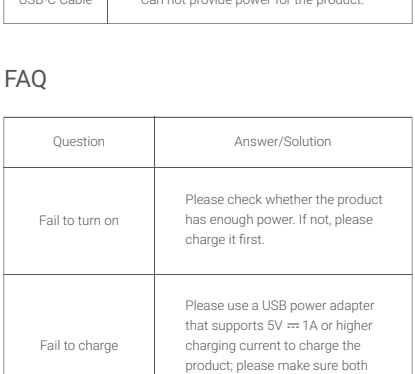 USB-C Cable
Can not provide power for the product.
FAQ
Question
Answer/Solution
Fail to turn on
Please check whether the product
has enough power. If not, please
charge it first.
Fail to charge
Please use a USB power adapter
that supports 5V ⎓ 1A or higher
charging current to charge the
product; please make sure both